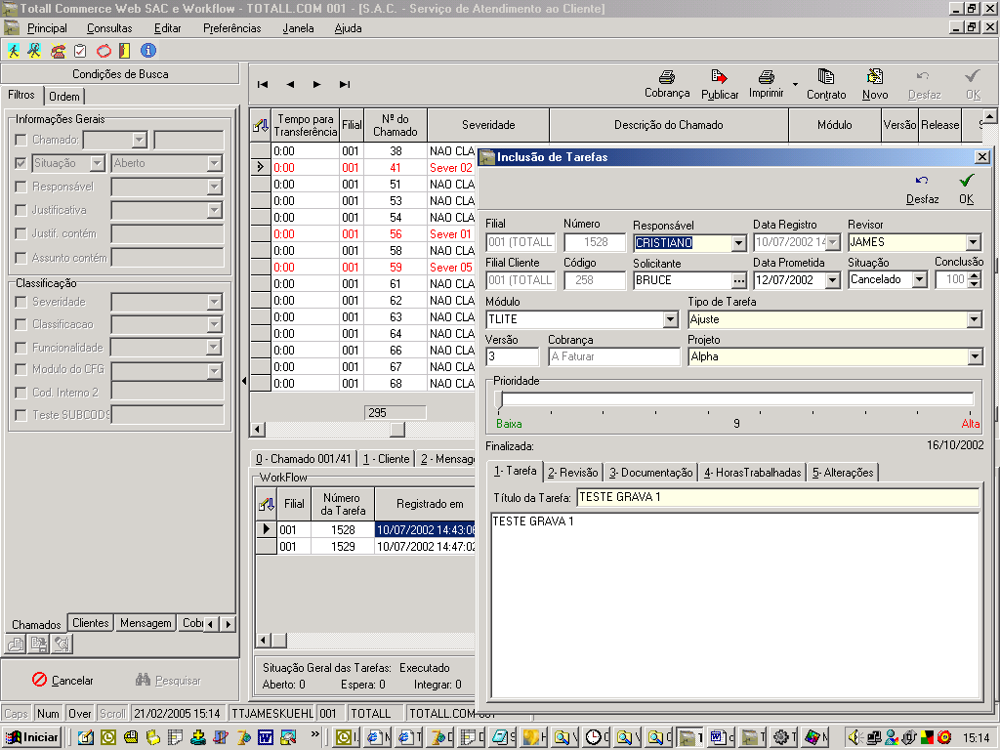 Totall Commerce Web SAC e Workflow - TOTALL.COM 001 - [S.A.C. - Serviço de Atendimento ao Cliente]
Principal Consultas Editar Preferências Janela Ajuda
Condições de Busca
Filtros Ordem
Informações Gerais
Chamado:
Situação Aberto
Responsável
Justificativa
Justif. contém
Assunto contém
Classificação
Severidade
Classificacao
Funcionalidade
Modulo do CFG
Cod. Interno 2
Teste SUBCODS
Chamados Clientes Mensagem Cobr
Cancelar Pesquisar
Cobrança Publicar Imprimir Contrato Novo Desfaz OK
Tempo para Transferência Filial Nº do Chamado Severidade Descrição do Chamado Módulo Versão Release S
0:00 001 38 NAO CLA
0:00 001 41 Sever 02
0:00 001 51 NAO CLA
0:00 001 53 NAO CLA
0:00 001 54 NAO CLA
0:00 001 56 Sever 01
0:00 001 58 NAO CLA
0:00 001 59 Sever 05
0:00 001 61 NAO CLA
0:00 001 62 NAO CLA
0:00 001 63 NAO CLA
0:00 001 64 NAO CLA
0:00 001 66 NAO CLA
0:00 001 67 NAO CLA
0:00 001 68 NAO CLA
295
0 - Chamado 001/41 1 - Cliente 2 - Mensage
WorkFlow
Filial Número da Tarefa Registrado em
001 1528 10/07/2002 14:43:06
001 1529 10/07/2002 14:47:02
Situação Geral das Tarefas: Executado
Aberto: 0 Espera: 0 Integrar: 0
Inclusão de Tarefas
Desfaz OK
Filial Número Responsável Data Registro Revisor
001 (TOTALL 1528 CRISTIANO 10/07/2002 14 JAMES
Filial Cliente Código Solicitante Data Prometida Situação Conclusão
001 (TOTALL 258 BRUCE 12/07/2002 Cancelado 100
Módulo Tipo de Tarefa
TLITE Ajuste
Versão Cobrança Projeto
3 A Faturar Alpha
Prioridade
Baixa 9 Alta
Finalizada: 16/10/2002
1- Tarefa 2- Revisão 3- Documentação 4- HorasTrabalhadas 5- Alterações
Título da Tarefa: TESTE GRAVA 1
TESTE GRAVA 1
Caps Num Over Scroll 21/02/2005 15:14 TTJAMESKUEHL 001 TOTALL TOTALL.COM 001
Iniciar 15:14